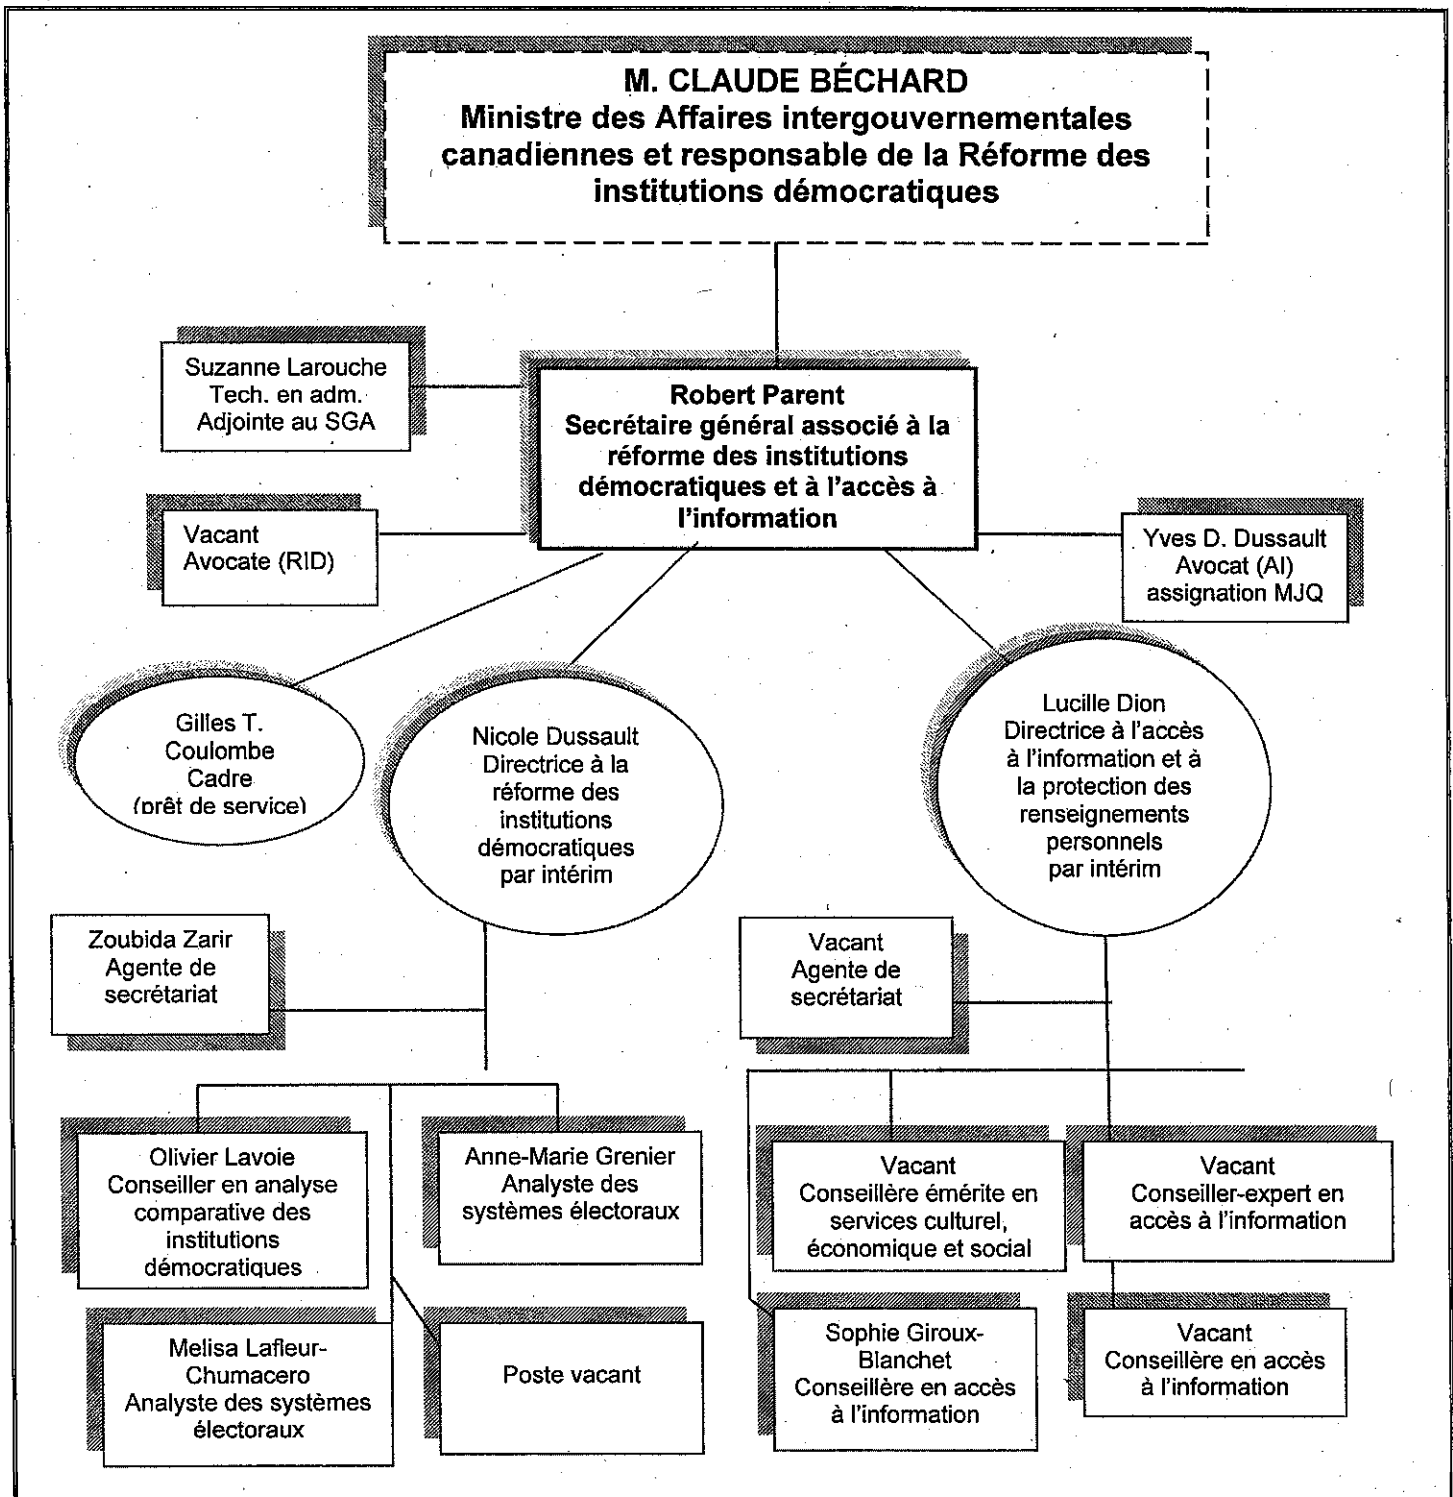 M. CLAUDE BÉCHARD
Ministre des Affaires intergouvernementales
canadiennes et responsable de la Réforme des
institutions démocratiques
Suzanne Larouche
Tech. en adm.
Adjointe au SGA
Robert Parent
Secrétaire général associé à la
réforme des institutions
démocratiques et à l'accès à
l'information
Vacant
Avocate (RID)
Yves D. Dussault
Avocat (AI)
assignation MJQ
Gilles T.
Coulombe
Cadre
(prêt de service)
Nicole Dussault
Directrice à la
réforme des
institutions
démocratiques
par intérim
Lucille Dion
Directrice à l'accès
à l'information et à
la protection des
renseignements
personnels
par intérim
Zoubida Zarir
Agente de
secrétariat
Vacant
Agente de
secrétariat
Olivier Lavoie
Conseiller en analyse
comparative des
institutions
démocratiques
Anne-Marie Grenier
Analyste des
systèmes électoraux
Vacant
Conseillère émérite en
services culturel,
économique et social
Vacant
Conseiller-expert en
accès à l'information
Melisa Lafleur-
Chumacero
Analyste des systèmes
électoraux
Poste vacant
Sophie Giroux-
Blanchet
Conseillère en accès
à l'information
Vacant
Conseillère en accès
à l'information